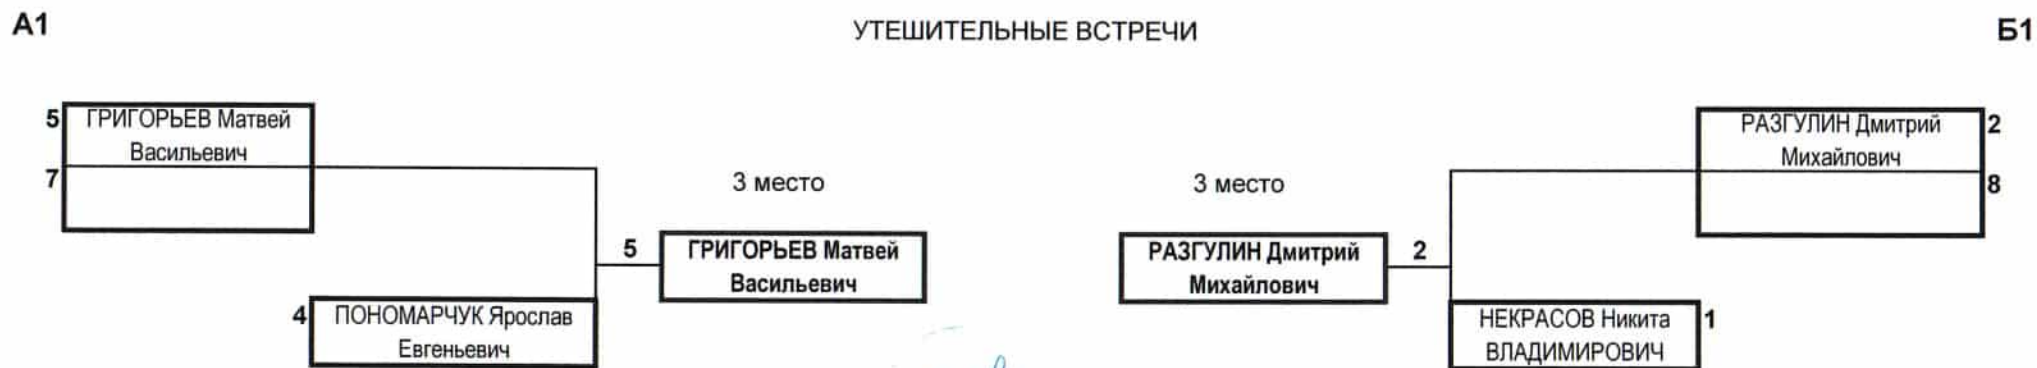 А1
УТЕШИТЕЛЬНЫЕ ВСТРЕЧИ
Б1
5
ГРИГОРЬЕВ Матвей
Васильевич
7
3 место
3 место
РАЗГУЛИН Дмитрий
Михайлович
2
8
5
ГРИГОРЬЕВ Матвей
Васильевич
РАЗГУЛИН Дмитрий
Михайлович
2
4
ПОНОМАРЧУК Ярослав
Евгеньевич
НЕКРАСОВ Никита
ВЛАДИМИРОВИЧ
1